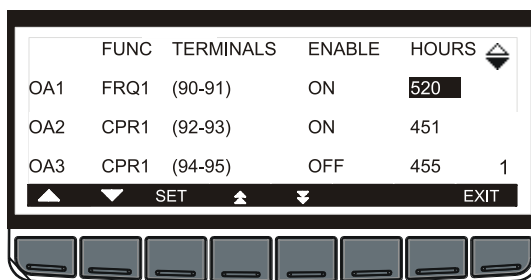 FUNC TERMINALS ENABLE HOURS
OA1 FRQ1 (90-91) ON 520
OA2 CPR1 (92-93) ON 451
OA3 CPR1 (94-95) OFF 455 1
SET EXIT